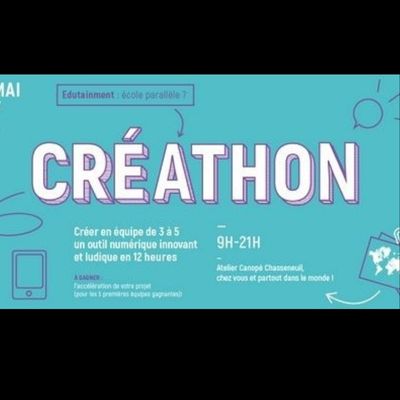 MAI
Edutainment : école parallèle ?
CRÉATHON
Créer en équipe de 3 à 5
un outil numérique innovant
et ludique en 12 heures
À GAGNER :
l'accélération de votre projet
(pour les 5 premières équipes gagnantes)
9H-21H
Atelier Canopé Chasseneuil,
chez vous et partout dans le monde !